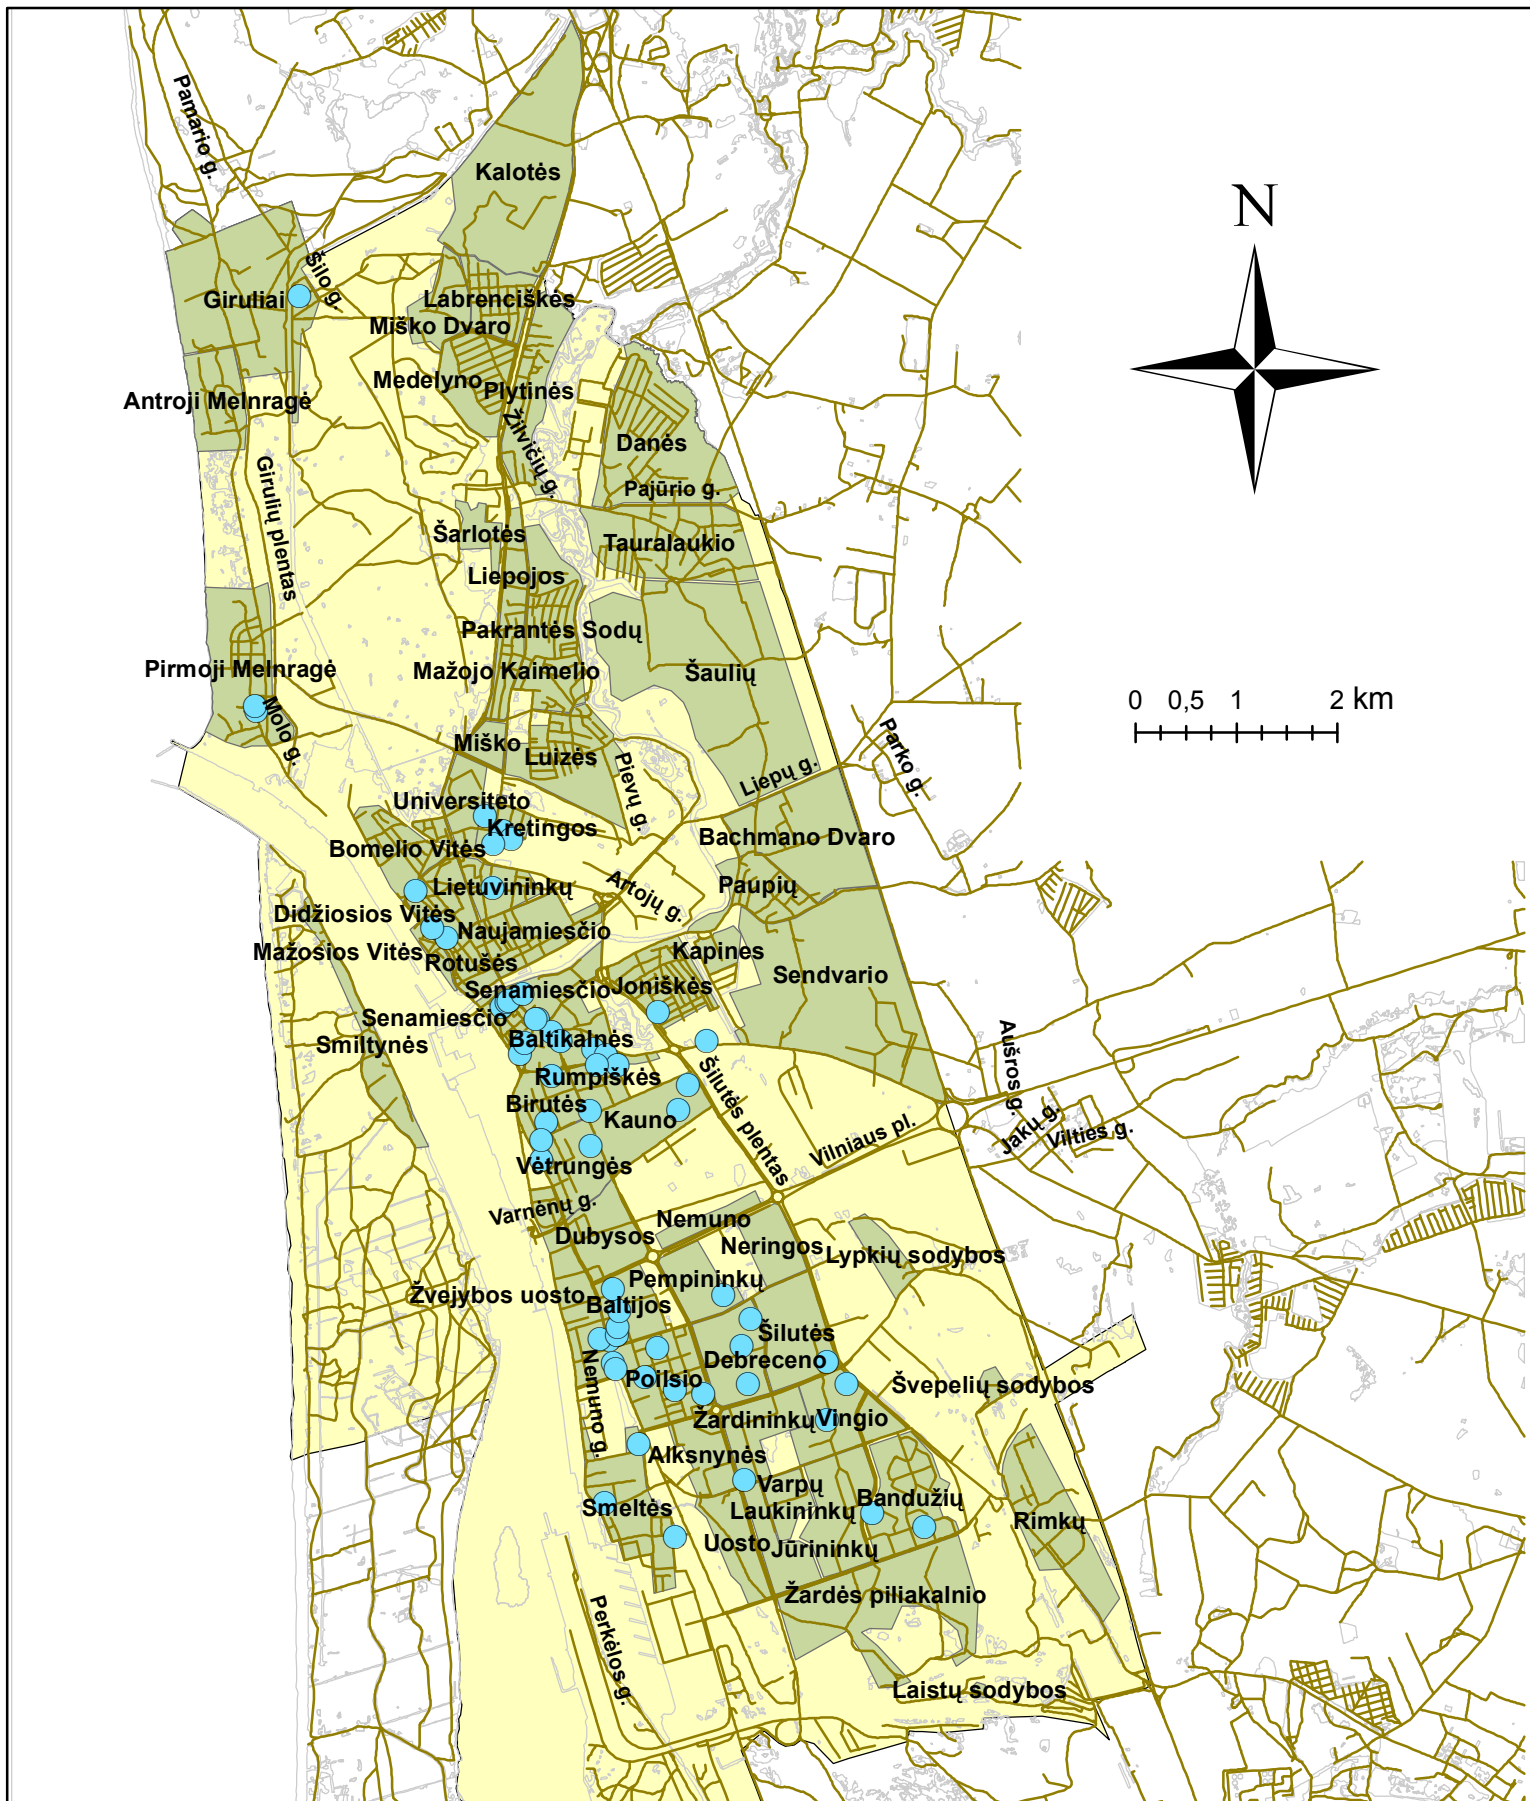 Pamario g.
Kalotės
N
Šilo g.
Giruliai
Labrenciškės
Miško Dvaro
Medelyno
Plytinės
Antroji Melnragė
Žilvičių g.
Danės
Girulių plentas
Pajūrio g.
Šarlotės
Tauralaukio
Liepojos
Pakrantės Sodų
Pirmoji Melnragė
Mažojo Kaimelio
Šaulių
0 0,5 1 2 km
Molo g.
Miško
Luizės
Pievų g.
Liepų g.
Parko g.
Universiteto
Kretingos
Bachmano Dvaro
Bomelio Vitės
Lietuvininkų
Artojų g.
Paupių
Didžiosios Vitės
Naujamiesčio
Mažosios Vitės
Rotušės
Kapines
Sendvario
Senamiesčio
Joniškės
Senamiesčio
Smiltynės
Baltikalnės
Aušros g.
Rumpiškės
Šilutės plentas
Birutės
Kauno
Vilniaus pl.
Jakų g.
Vilties g.
Vėtrungės
Varnėnų g.
Nemuno
Dubysos
Neringos
Lypkių sodybos
Pempininkų
Žvejybos uosto
Baltijos
Šilutės
Debreceno
Nemuno g.
Poilsio
Švepelių sodybos
Žardininkų
Vingio
Alksnynės
Varpų
Smeltės
Laukininkų
Bandužių
Rimkų
Uosto
Jūrininkų
Žardės piliakalnio
Perkėlos g.
Laistų sodybos